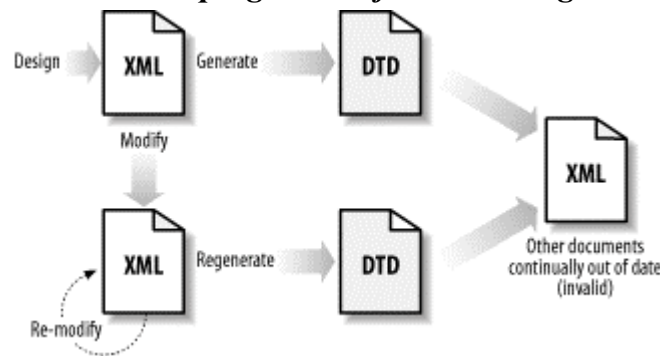 Design
XML
Generate
DTD
Modify
XML
Other documents
continually out of date
(invalid)
XML
Regenerate
DTD
Re-modify